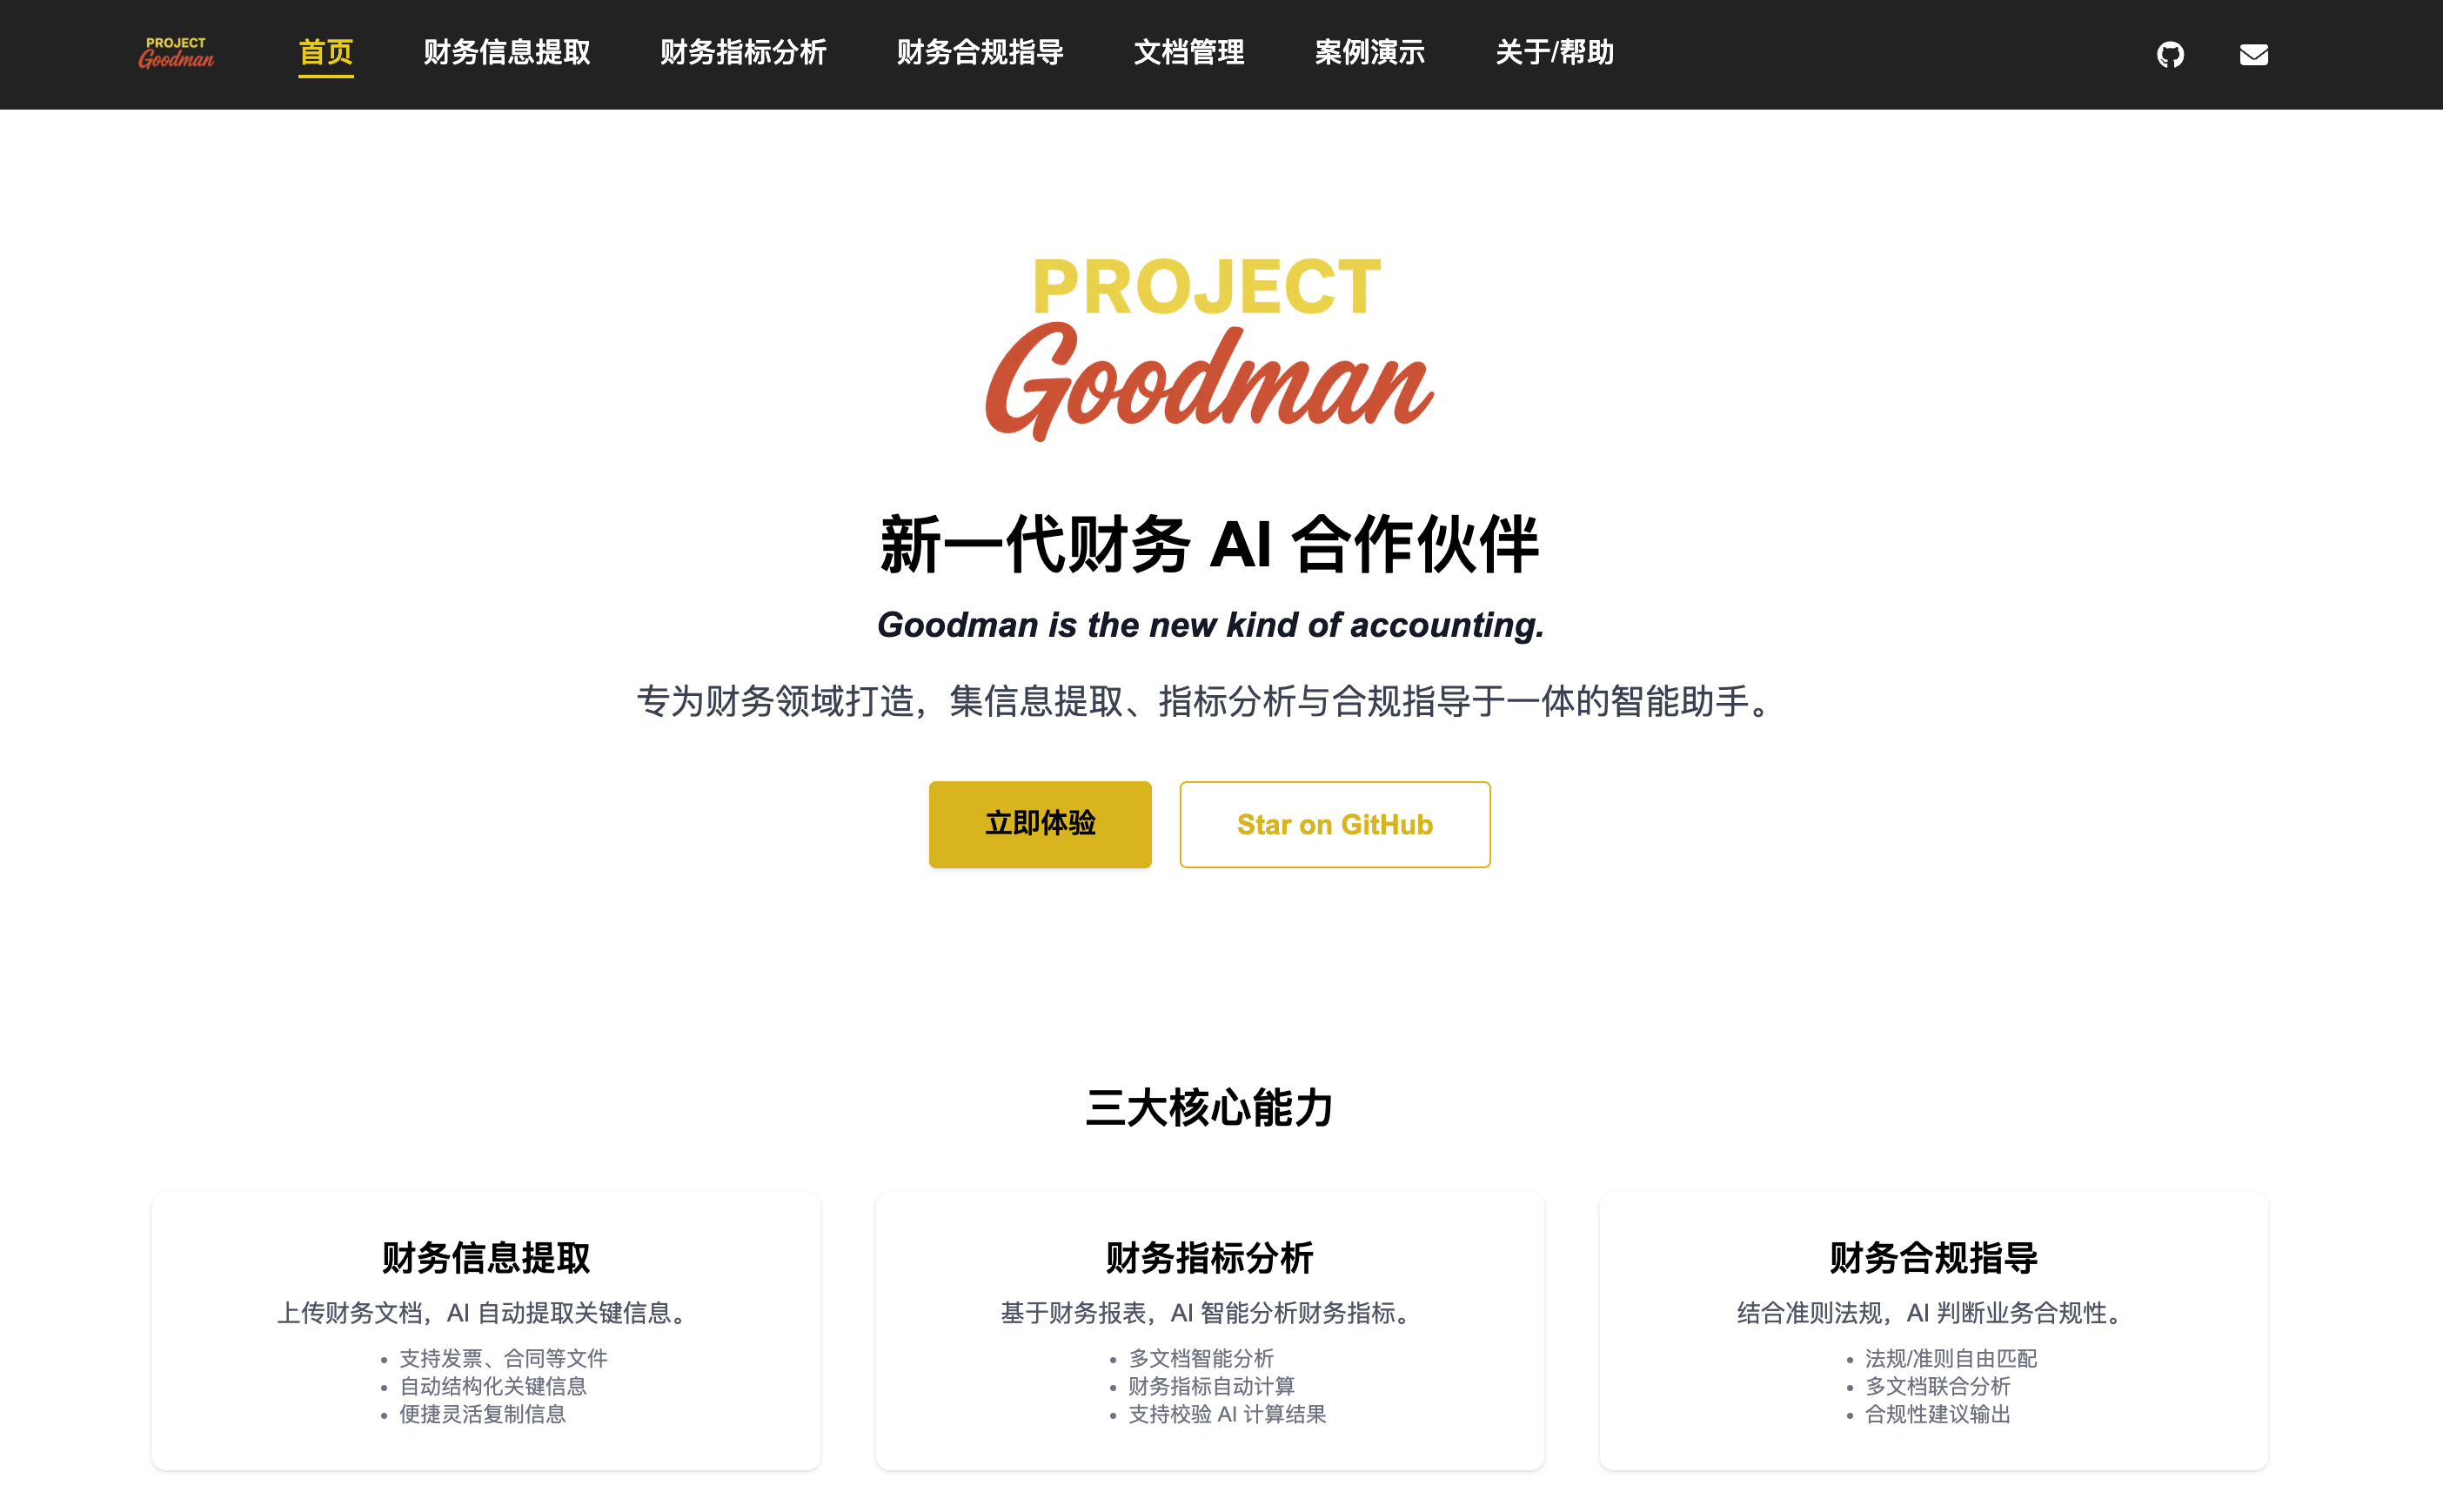 PROJECT
Goodman
首页
财务信息提取
财务指标分析
财务合规指导
文档管理
案例演示
关于/帮助
PROJECT
Goodman
新一代财务 AI 合作伙伴
Goodman is the new kind of accounting.
专为财务领域打造，集信息提取、指标分析与合规指导于一体的智能助手。
立即体验
Star on GitHub
三大核心能力
财务信息提取
上传财务文档，AI 自动提取关键信息。
• 支持发票、合同等文件
• 自动结构化关键信息
• 便捷灵活复制信息
财务指标分析
基于财务报表，AI 智能分析财务指标。
• 多文档智能分析
• 财务指标自动计算
• 支持校验 AI 计算结果
财务合规指导
结合准则法规，AI 判断业务合规性。
• 法规/准则自由匹配
• 多文档联合分析
• 合规性建议输出